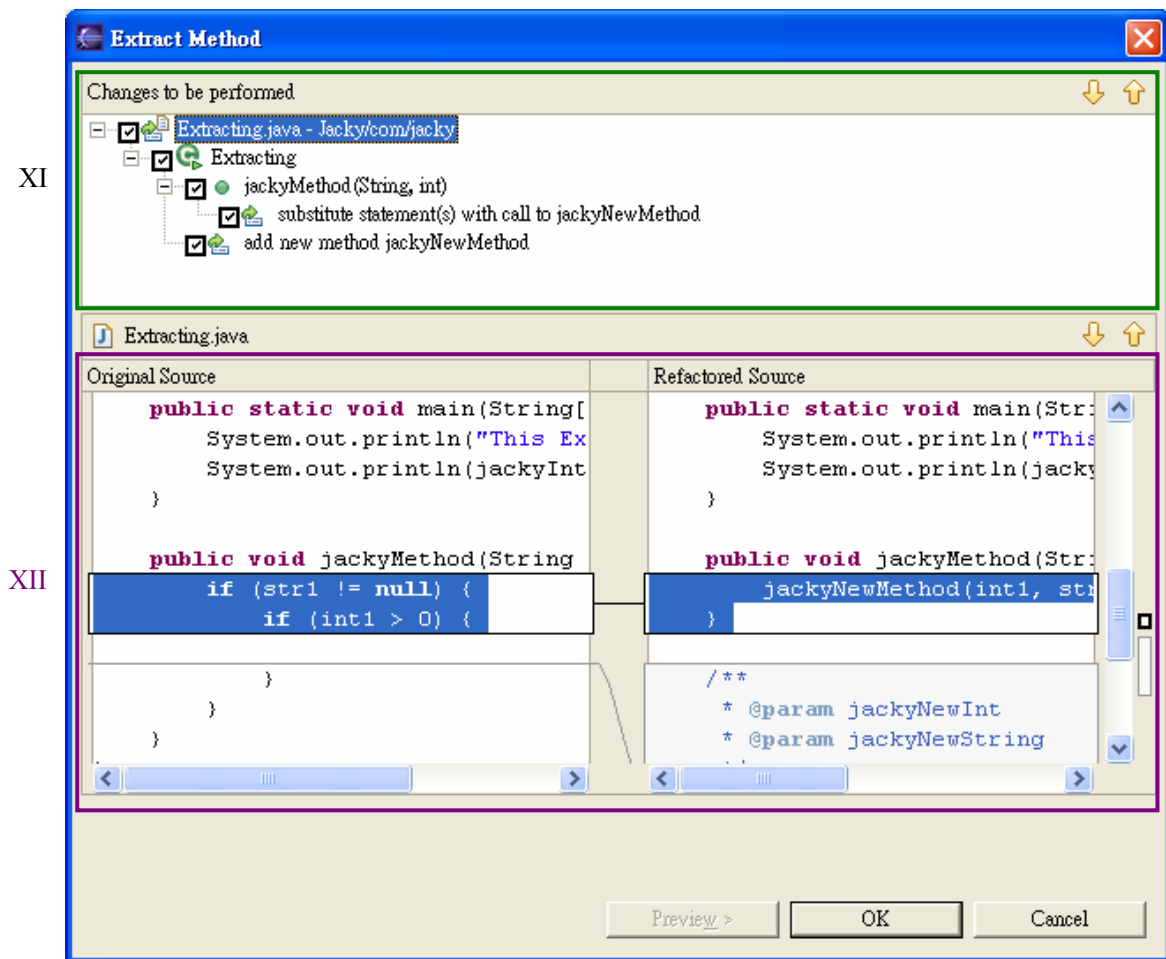 Extract Method
Changes to be performed
Extracting.java - Jacky/com/jacky
Extracting
XI
jackyMethod(String, int)
substitute statement(s) with call to jackyNewMethod
add new method jackyNewMethod
Extracting.java
Original Source
public static void main(String[
System.out.println("This Ex
System.out.println(jackyInt
}
public void jackyMethod(String
XII
if (str1 != null) {
if (int1 > 0) {
}
}
}
Refactored Source
public static void main(Stri
System.out.println("This
System.out.println(jacky
}
public void jackyMethod(Stri
jackyNewMethod(int1, str
}
/**
* @param jackyNewInt
* @param jackyNewString
Preview >
OK
Cancel